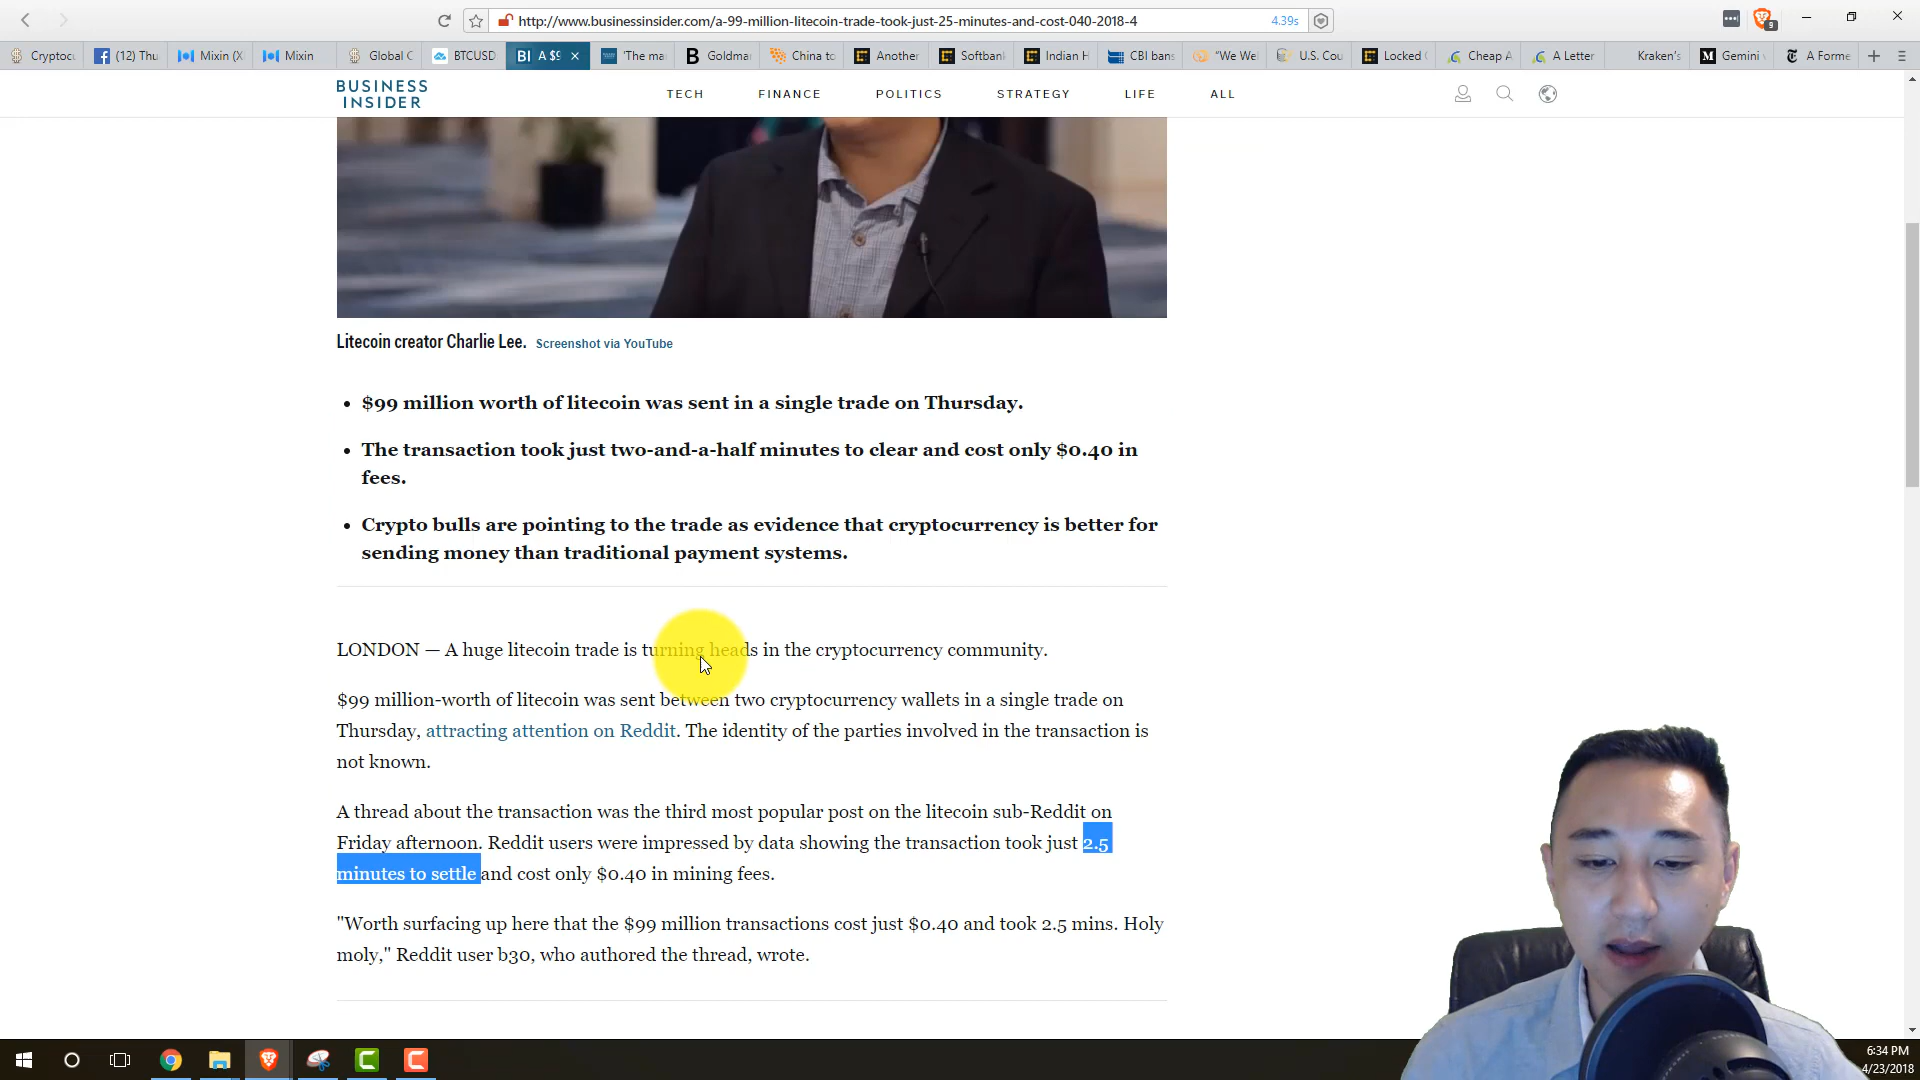 http://www.businessinsider.com/a-99-million-litecoin-trade-took-just-25-minutes-and-cost-040-2018-4
4.39s
9
Cryptocu
(12) Thu
Mixin (X
Mixin
Global C
BTCUSD
BI A $9
'The ma
B Goldma
China to
Another
Softban
Indian H
CBI ban
"We Wel
U.S. Cou
Locked
Cheap A
A Letter
Kraken's
M Gemini
A Forme
BUSINESS
INSIDER
TECH
FINANCE
POLITICS
STRATEGY
LIFE
ALL
Litecoin creator Charlie Lee. Screenshot via YouTube
• $99 million worth of litecoin was sent in a single trade on Thursday.
• The transaction took just two-and-a-half minutes to clear and cost only $0.40 in
fees.
• Crypto bulls are pointing to the trade as evidence that cryptocurrency is better for
sending money than traditional payment systems.
LONDON — A huge litecoin trade is turning heads in the cryptocurrency community.
$99 million-worth of litecoin was sent between two cryptocurrency wallets in a single trade on
Thursday, attracting attention on Reddit. The identity of the parties involved in the transaction is
not known.
A thread about the transaction was the third most popular post on the litecoin sub-Reddit on
Friday afternoon. Reddit users were impressed by data showing the transaction took just 2.5
minutes to settle and cost only $0.40 in mining fees.
"Worth surfacing up here that the $99 million transactions cost just $0.40 and took 2.5 mins. Holy
moly," Reddit user b30, who authored the thread, wrote.
6:34 PM
4/23/2018